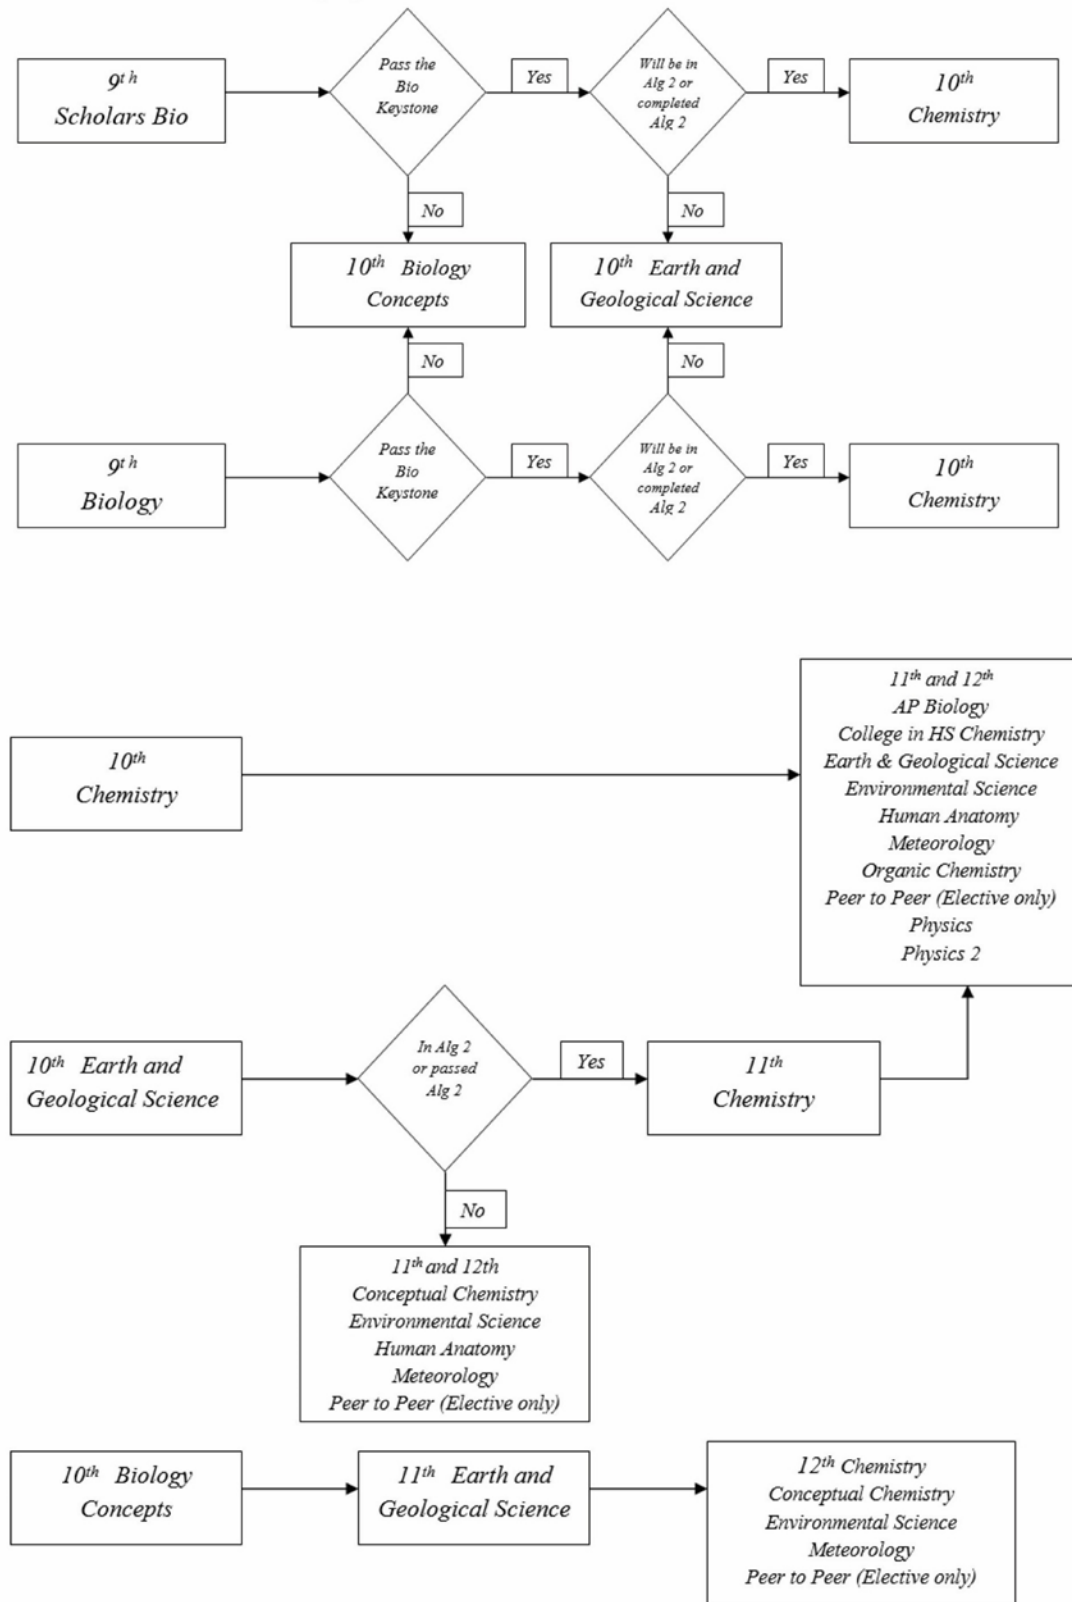 9th
Scholars Bio
Pass the
Bio
Keystone
Yes
Will be in
Alg 2 or
completed
Alg 2
Yes
10th
Chemistry
No
No
10th Biology
Concepts
10th Earth and
Geological Science
No
No
9th
Biology
Pass the
Bio
Keystone
Yes
Will be in
Alg 2 or
completed
Alg 2
Yes
10th
Chemistry
10th
Chemistry
11th and 12th
AP Biology
College in HS Chemistry
Earth & Geological Science
Environmental Science
Human Anatomy
Meteorology
Organic Chemistry
Peer to Peer (Elective only)
Physics
Physics 2
10th Earth and
Geological Science
In Alg 2
or passed
Alg 2
Yes
11th
Chemistry
No
11th and 12th
Conceptual Chemistry
Environmental Science
Human Anatomy
Meteorology
Peer to Peer (Elective only)
10th Biology
Concepts
11th Earth and
Geological Science
12th Chemistry
Conceptual Chemistry
Environmental Science
Meteorology
Peer to Peer (Elective only)